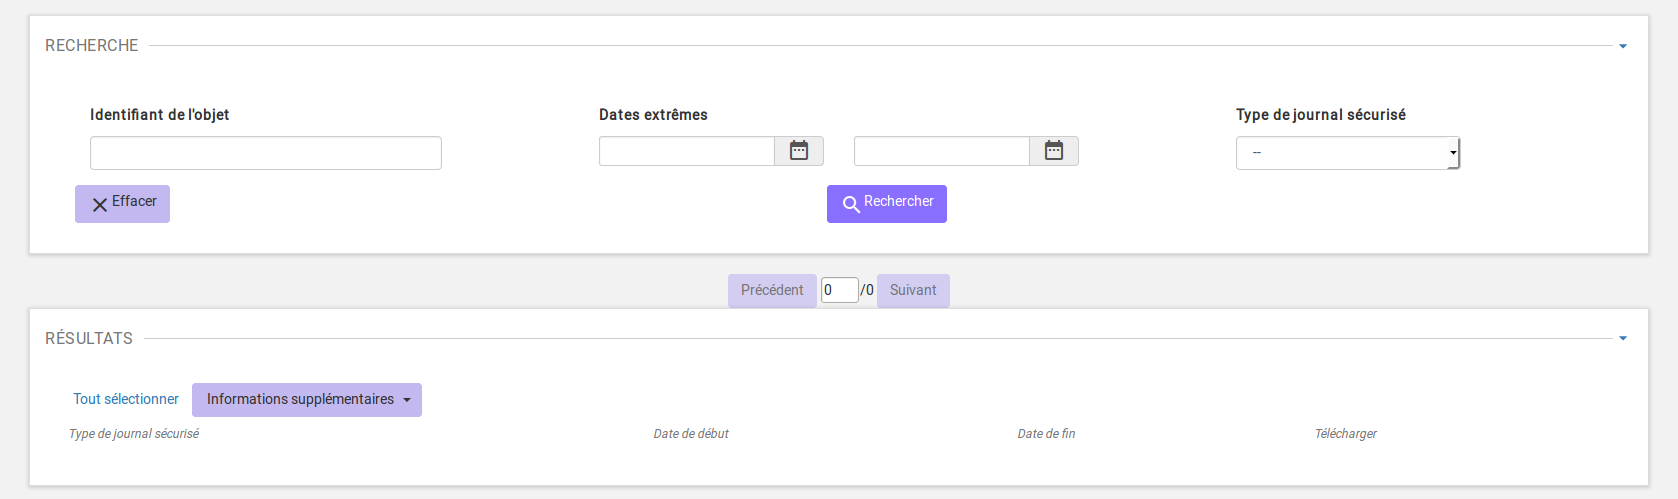 RECHERCHE
Identifiant de l'objet Dates extrêmes Type de journal sécurisé
--
Effacer Rechercher
Précédent 0 /0 Suivant
RÉSULTATS
Tout sélectionner Informations supplémentaires
Type de journal sécurisé Date de début Date de fin Télécharger